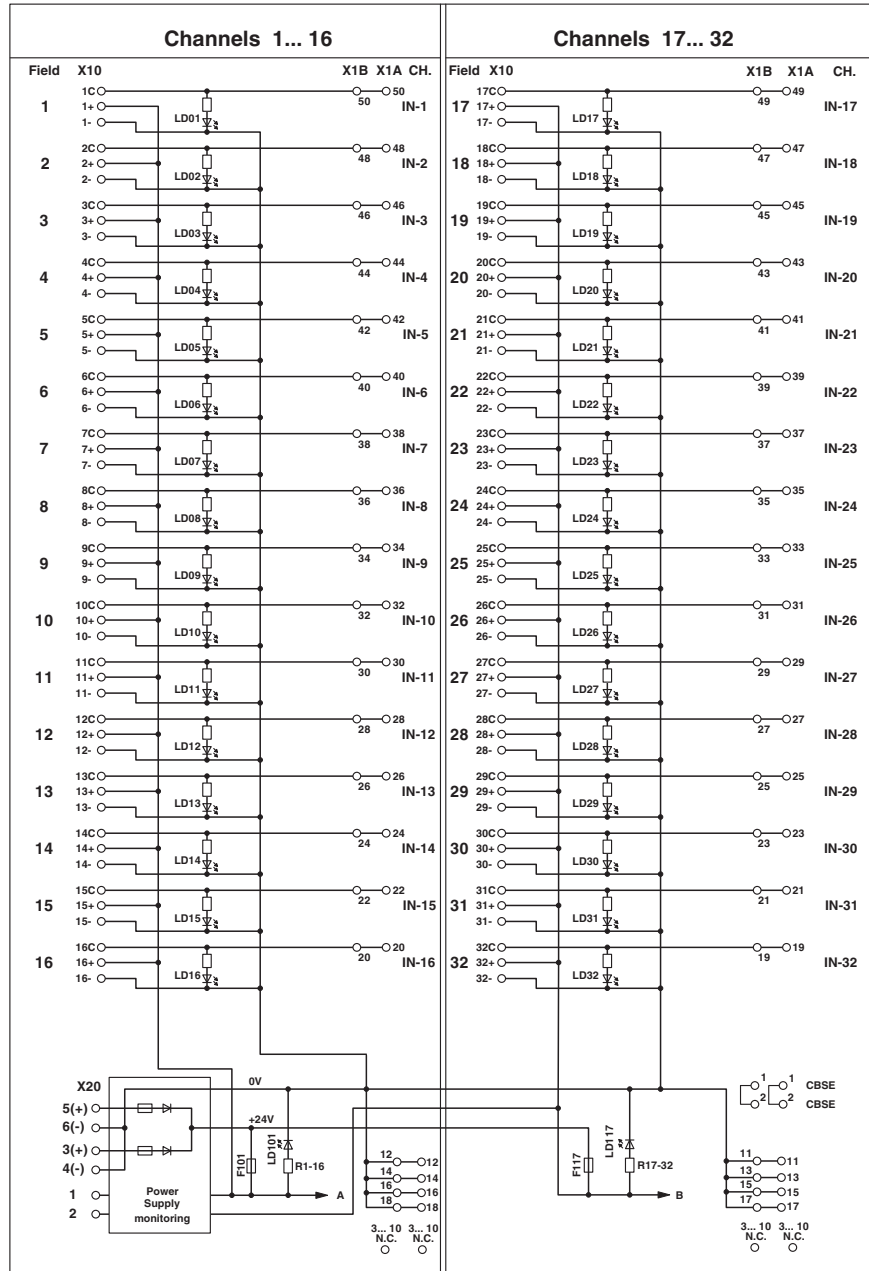 Channels 1... 16
Field X10 X1B X1A CH.
1 1C 1+ 1- LD01 50 50 IN-1
2 2C 2+ 2- LD02 48 48 IN-2
3 3C 3+ 3- LD03 46 46 IN-3
4 4C 4+ 4- LD04 44 44 IN-4
5 5C 5+ 5- LD05 42 42 IN-5
6 6C 6+ 6- LD06 40 40 IN-6
7 7C 7+ 7- LD07 38 38 IN-7
8 8C 8+ 8- LD08 36 36 IN-8
9 9C 9+ 9- LD09 34 34 IN-9
10 10C 10+ 10- LD10 32 32 IN-10
11 11C 11+ 11- LD11 30 30 IN-11
12 12C 12+ 12- LD12 28 28 IN-12
13 13C 13+ 13- LD13 26 26 IN-13
14 14C 14+ 14- LD14 24 24 IN-14
15 15C 15+ 15- LD15 22 22 IN-15
16 16C 16+ 16- LD16 20 20 IN-16
Channels 17... 32
Field X10 X1B X1A CH.
17 17C 17+ 17- LD17 49 49 IN-17
18 18C 18+ 18- LD18 47 47 IN-18
19 19C 19+ 19- LD19 45 45 IN-19
20 20C 20+ 20- LD20 43 43 IN-20
21 21C 21+ 21- LD21 41 41 IN-21
22 22C 22+ 22- LD22 39 39 IN-22
23 23C 23+ 23- LD23 37 37 IN-23
24 24C 24+ 24- LD24 35 35 IN-24
25 25C 25+ 25- LD25 33 33 IN-25
26 26C 26+ 26- LD26 31 31 IN-26
27 27C 27+ 27- LD27 29 29 IN-27
28 28C 28+ 28- LD28 27 27 IN-28
29 29C 29+ 29- LD29 25 25 IN-29
30 30C 30+ 30- LD30 23 23 IN-30
31 31C 31+ 31- LD31 21 21 IN-31
32 32C 32+ 32- LD32 19 19 IN-32
X20
5(+)
6(-)
3(+)
4(-)
1
2
Power
Supply
monitoring
0V
+24V
F101
LD101
R1-16
A
12 12
14 14
16 16
18 18
3... 10 3... 10
N.C. N.C.
F117
LD117
R17-32
B
1 1 CBSE
2 2 CBSE
11 11
13 13
15 15
17 17
3... 10 3... 10
N.C. N.C.